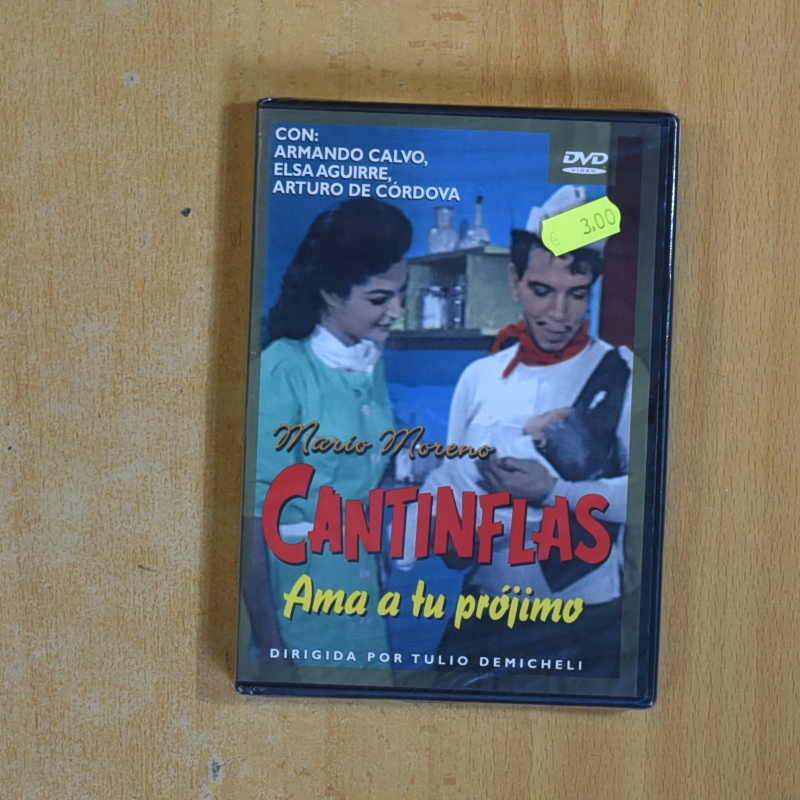 CON:
ARMANDO CALVO,
ELSA AGUIRRE,
ARTURO DE CÓRDOVA
DVD
VIDEO
€ 3,00
Mario Moreno
CANTINFLAS
Ama a tu prójimo
DIRIGIDA POR TULIO DEMICHELI